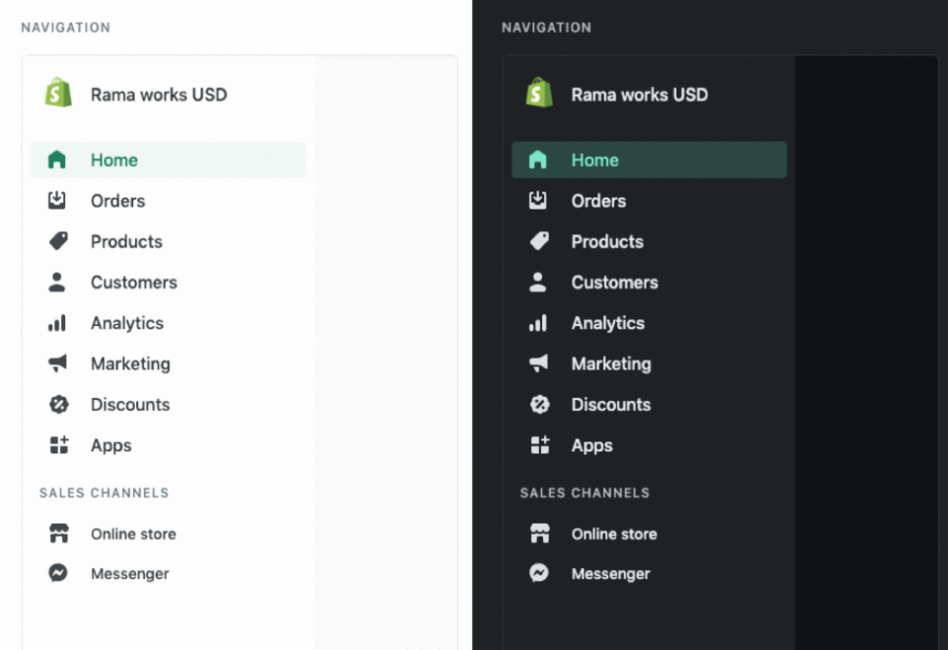 NAVIGATION
Rama works USD
Home
Orders
Products
Customers
Analytics
Marketing
Discounts
Apps
SALES CHANNELS
Online store
Messenger
NAVIGATION
Rama works USD
Home
Orders
Products
Customers
Analytics
Marketing
Discounts
Apps
SALES CHANNELS
Online store
Messenger